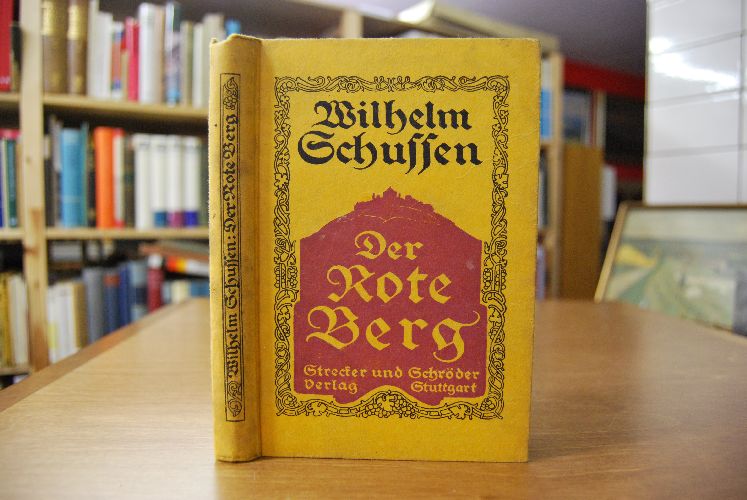 Wilhelm Schussen: Der Rote Berg
Wilhelm
Schussen
Der
Rote
Berg
Strecker und Schröder
Verlag Stuttgart